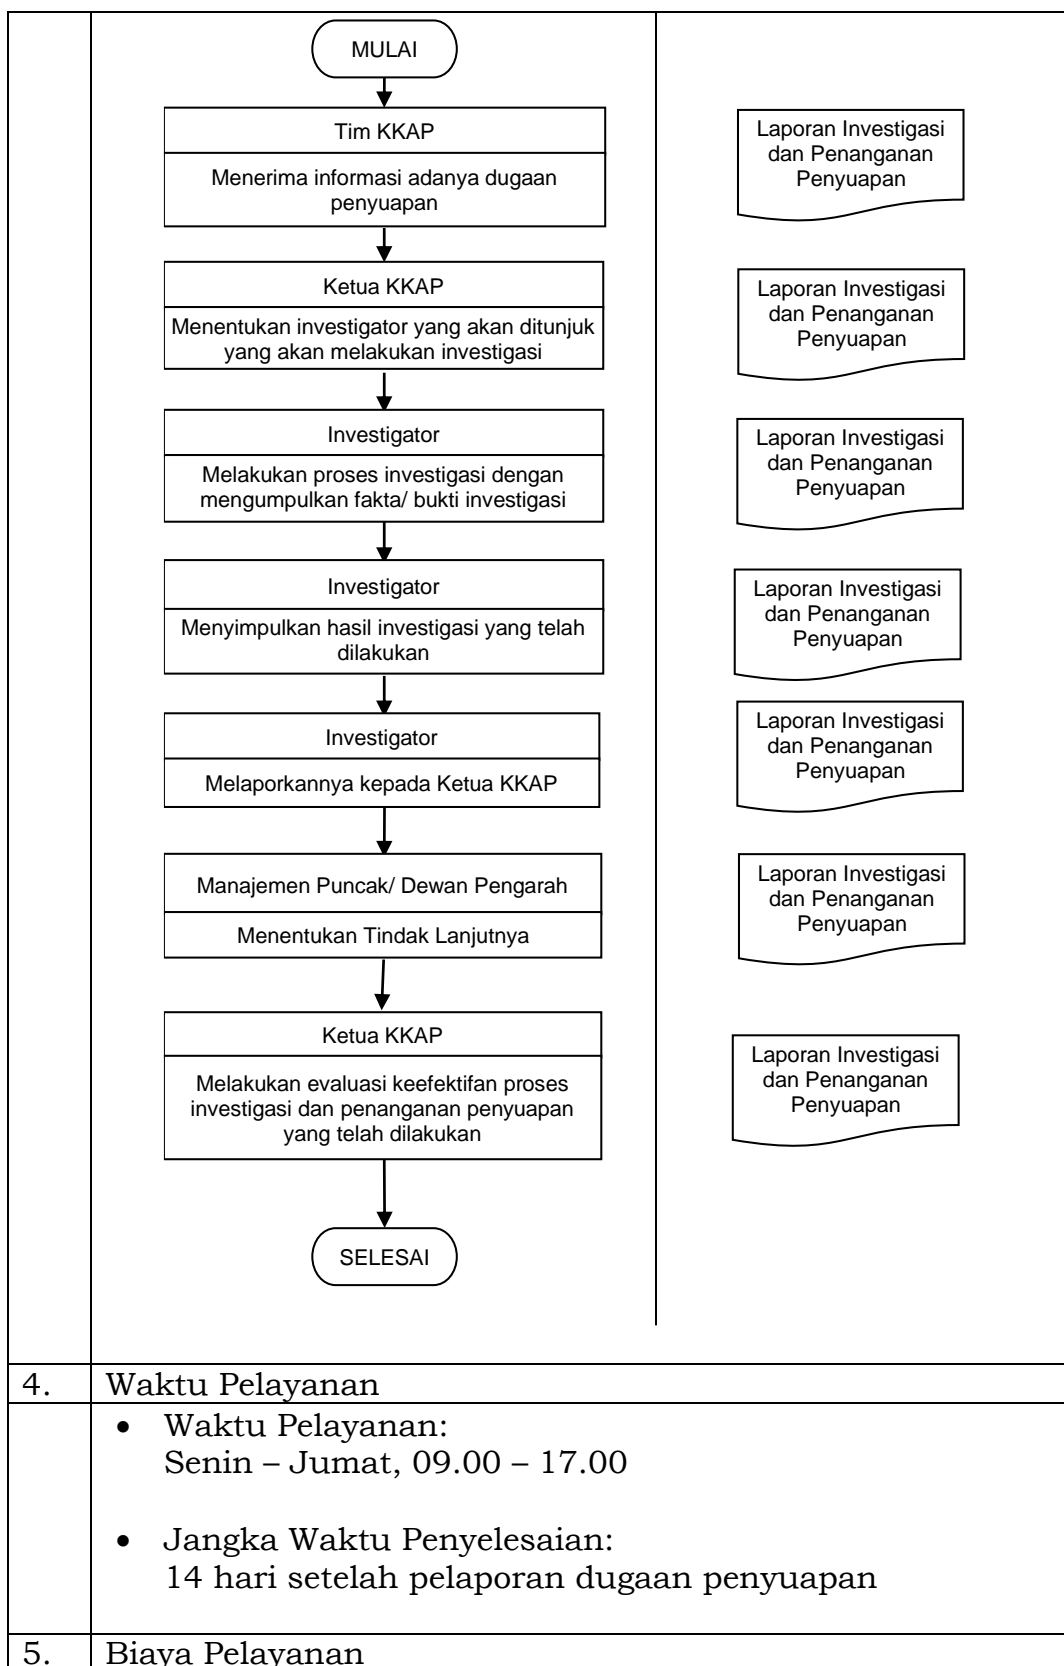 MULAI
Tim KKAP
Menerima informasi adanya dugaan
penyuapan
Laporan Investigasi
dan Penanganan
Penyuapan
Ketua KKAP
Menentukan investigator yang akan ditunjuk
yang akan melakukan investigasi
Laporan Investigasi
dan Penanganan
Penyuapan
Investigator
Melakukan proses investigasi dengan
mengumpulkan fakta/ bukti investigasi
Laporan Investigasi
dan Penanganan
Penyuapan
Investigator
Menyimpulkan hasil investigasi yang telah
dilakukan
Laporan Investigasi
dan Penanganan
Penyuapan
Investigator
Melaporkannya kepada Ketua KKAP
Laporan Investigasi
dan Penanganan
Penyuapan
Manajemen Puncak/ Dewan Pengarah
Menentukan Tindak Lanjutnya
Laporan Investigasi
dan Penanganan
Penyuapan
Ketua KKAP
Melakukan evaluasi keefektifan proses
investigasi dan penanganan penyuapan
yang telah dilakukan
Laporan Investigasi
dan Penanganan
Penyuapan
SELESAI
4. Waktu Pelayanan
• Waktu Pelayanan:
Senin – Jumat, 09.00 – 17.00
• Jangka Waktu Penyelesaian:
14 hari setelah pelaporan dugaan penyuapan
5. Biaya Pelayanan